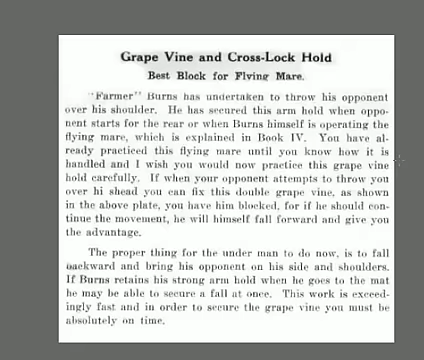 Grape Vine and Cross-Lock Hold
Best Block for Flying Mare.
"Farmer" Burns has undertaken to throw his opponent
over his shoulder. He has secured this arm hold when oppo-
nent starts for the rear or when Burns himself is operating the
flying mare, which is explained in Book IV. You have al-
ready practiced this flying mare until you know how it is
handled and I wish you would now practice this grape vine
hold carefully. If when your opponent attempts to throw you
over hi shead you can fix this double grape vine, as shown
in the above plate, you have him blocked, for if he should con-
tinue the movement, he will himself fall forward and give you
the advantage.
The proper thing for the under man to do now, is to fall
backward and bring his opponent on his side and shoulders.
If Burns retains his strong arm hold when he goes to the mat
he may be able to secure a fall at once. This work is exceed-
ingly fast and in order to secure the grape vine you must be
absolutely on time.